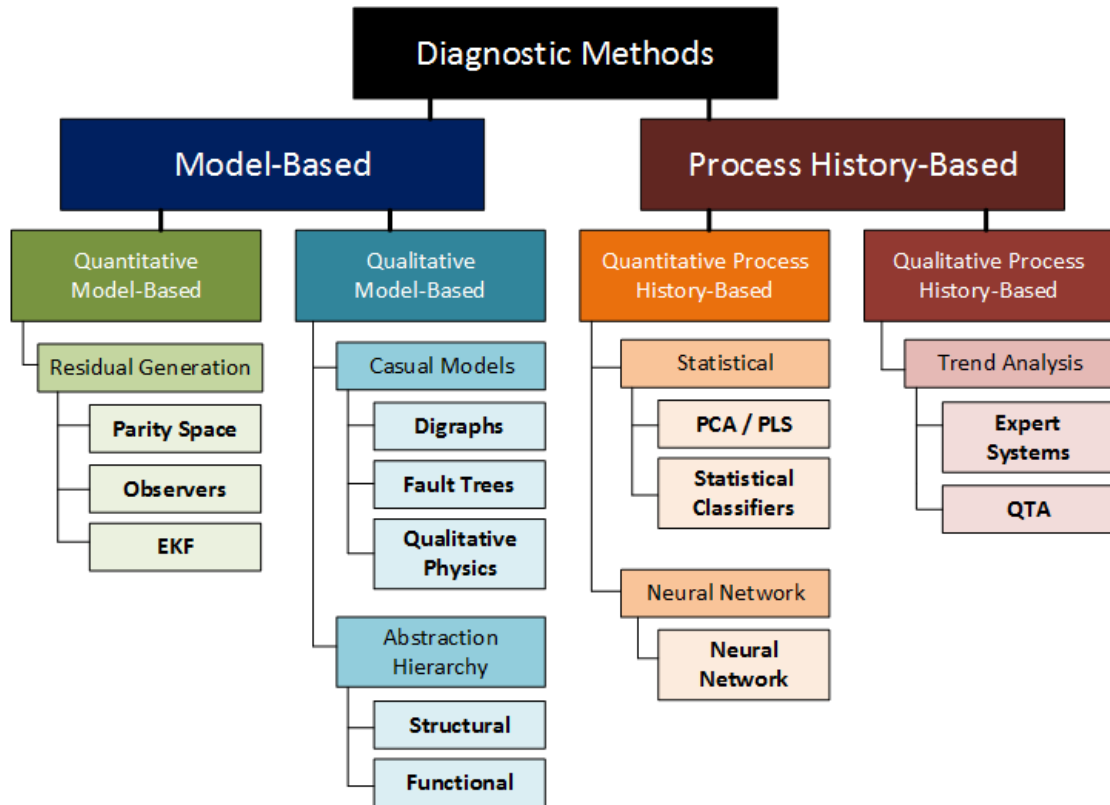 Diagnostic Methods
Model-Based
Process History-Based
Quantitative
Model-Based
Qualitative
Model-Based
Quantitative Process
History-Based
Qualitative Process
History-Based
Residual Generation
Parity Space
Observers
EKF
Casual Models
Digraphs
Fault Trees
Qualitative
Physics
Abstraction
Hierarchy
Structural
Functional
Statistical
PCA / PLS
Statistical
Classifiers
Neural Network
Neural
Network
Trend Analysis
Expert
Systems
QTA